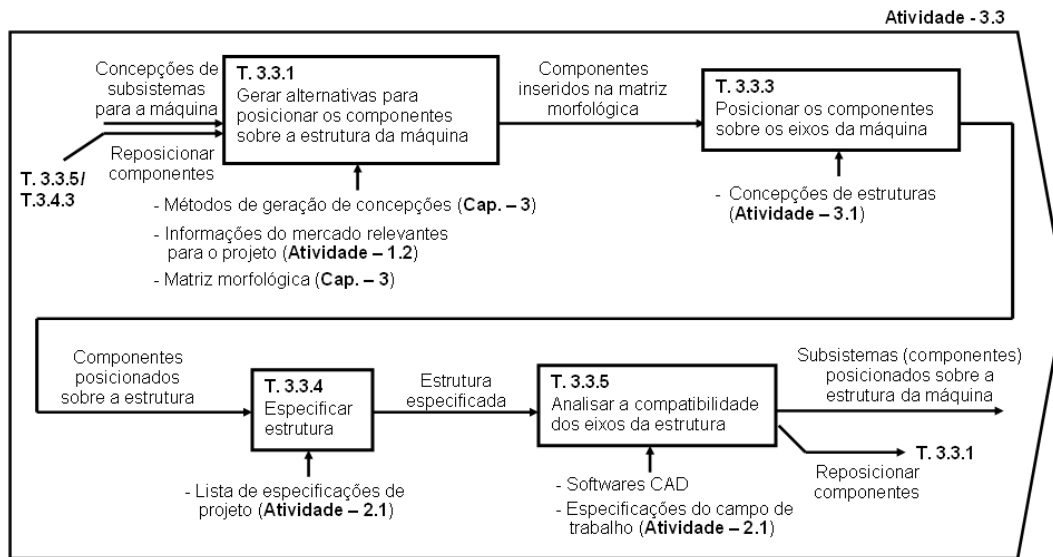 Atividade - 3.3
Concepções de
subsistemas
para a máquina
Reposicionar
componentes
T. 3.3.5/
T.3.4.3
T. 3.3.1
Gerar alternativas para
posicionar os componentes
sobre a estrutura da máquina
- Métodos de geração de concepções (Cap. – 3)
- Informações do mercado relevantes
para o projeto (Atividade – 1.2)
- Matriz morfológica (Cap. – 3)
Componentes
inseridos na matriz
morfológica
T. 3.3.3
Posicionar os componentes
sobre os eixos da máquina
- Concepções de estruturas
(Atividade – 3.1)
Componentes
posicionados
sobre a estrutura
T. 3.3.4
Especificar
estrutura
- Lista de especificações de
projeto (Atividade – 2.1)
Estrutura
especificada
T. 3.3.5
Analisar a compatibilidade
dos eixos da estrutura
- Softwares CAD
- Especificações do campo de
trabalho (Atividade – 2.1)
Subsistemas (componentes)
posicionados sobre a
estrutura da máquina
T. 3.3.1
Reposicionar
componentes